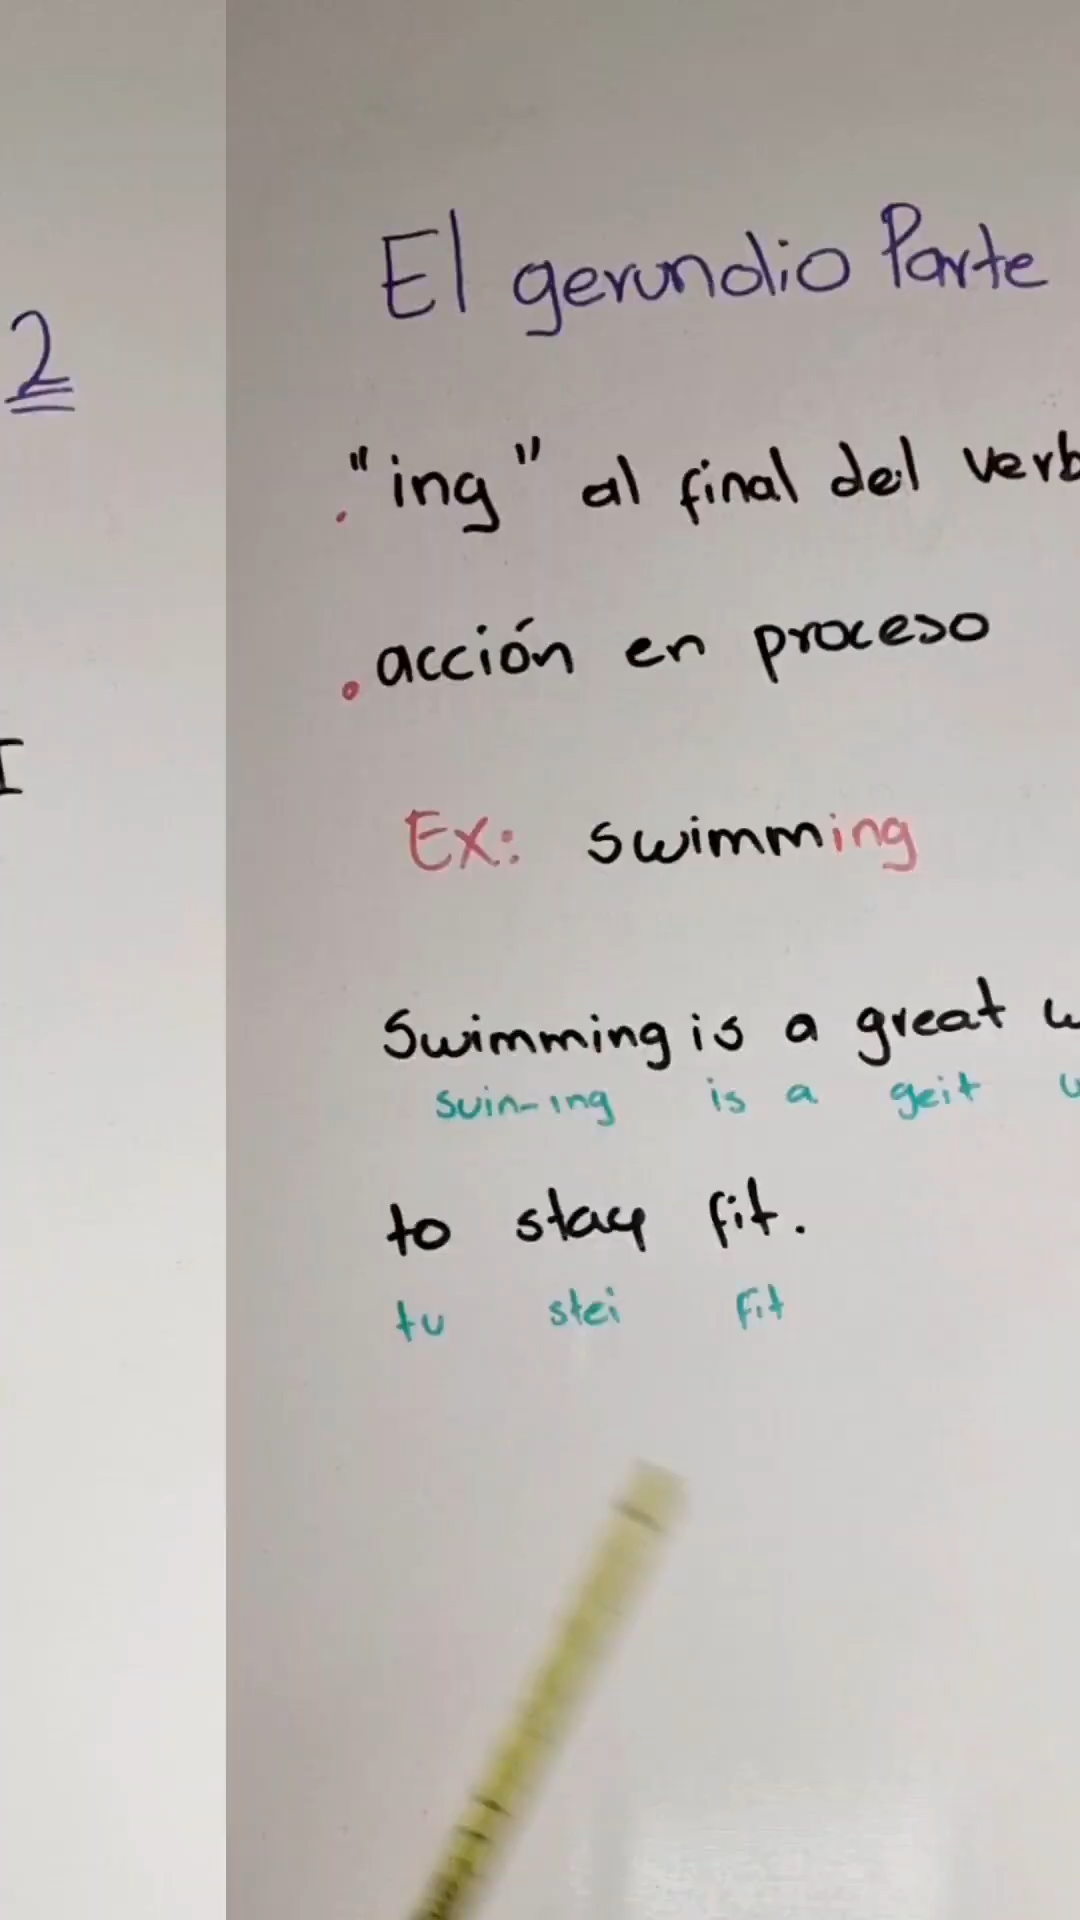 2
I
El gerundio Parte
. "ing" al final del verb
. acción en proceso
Ex: swimming
Swimming is a great w
suin-ing is a geit
to stay fit.
tu stei fit